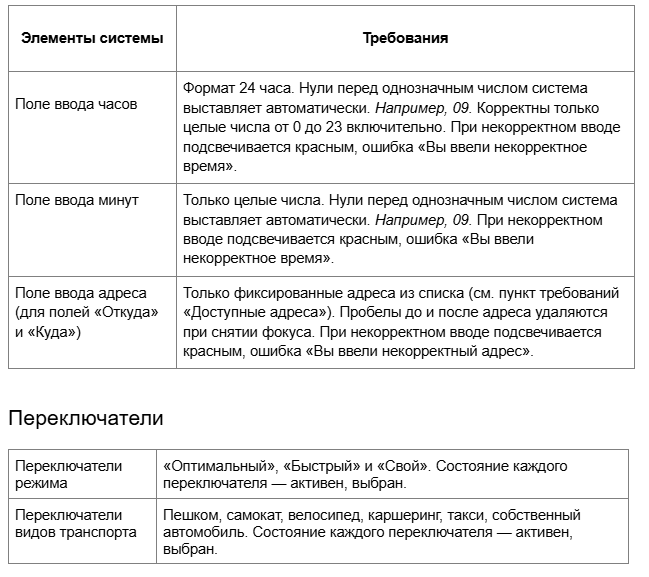 Элементы системы
Требования
Поле ввода часов
Формат 24 часа. Нули перед однозначным числом система
выставляет автоматически. Например, 09. Корректны только
целые числа от 0 до 23 включительно. При некорректном вводе
подсвечивается красным, ошибка «Вы ввели некорректное
время».
Поле ввода минут
Только целые числа. Нули перед однозначным числом система
выставляет автоматически. Например, 09. При некорректном
вводе подсвечивается красным, ошибка «Вы ввели
некорректное время».
Поле ввода адреса
(для полей «Откуда»
и «Куда»)
Только фиксированные адреса из списка (см. пункт требований
«Доступные адреса»). Пробелы до и после адреса удаляются
при снятии фокуса. При некорректном вводе подсвечивается
красным, ошибка «Вы ввели некорректный адрес».
Переключатели
Переключатели
режима
«Оптимальный», «Быстрый» и «Свой». Состояние каждого
переключателя — активен, выбран.
Переключатели
видов транспорта
Пешком, самокат, велосипед, каршеринг, такси, собственный
автомобиль. Состояние каждого переключателя — активен,
выбран.